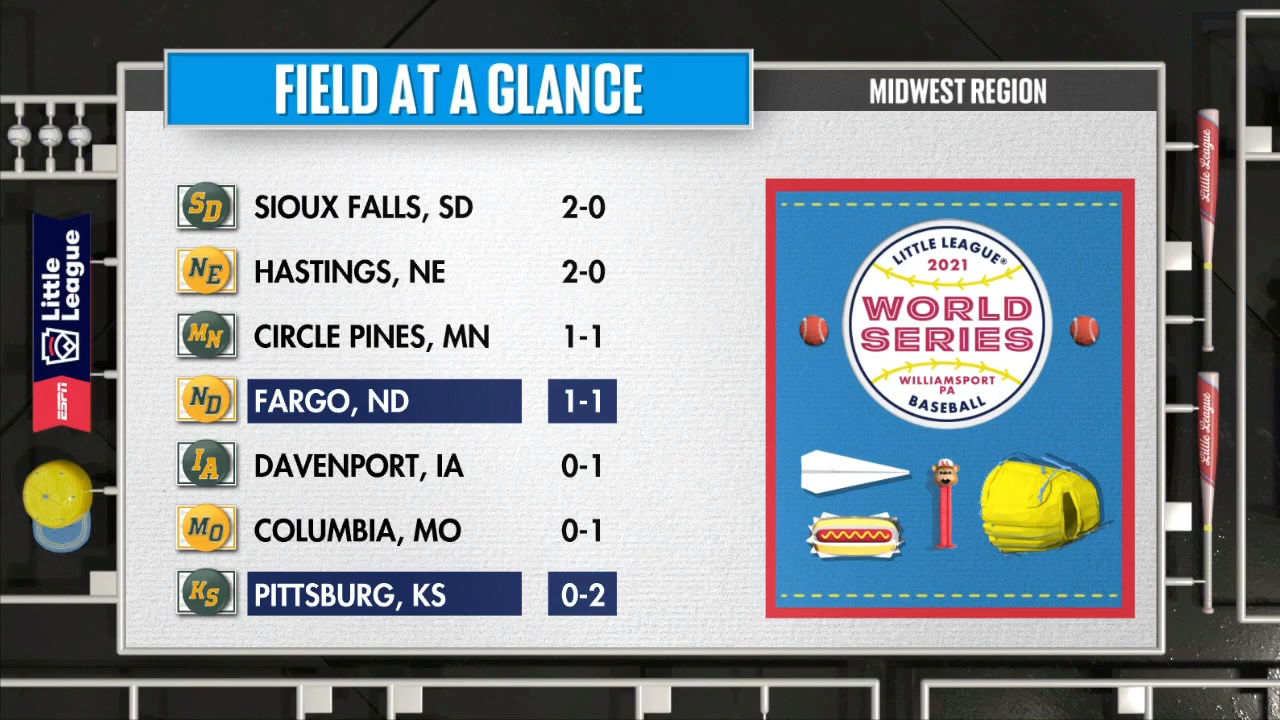 FIELD AT A GLANCE
MIDWEST REGION
SD SIOUX FALLS, SD 2-0
NE HASTINGS, NE 2-0
MN CIRCLE PINES, MN 1-1
ND FARGO, ND 1-1
IA DAVENPORT, IA 0-1
MO COLUMBIA, MO 0-1
KS PITTSBURG, KS 0-2
LITTLE LEAGUE®
2021
WORLD
SERIES
WILLIAMSPORT
PA
BASEBALL
Little
League
ESPN
Little League
Little League